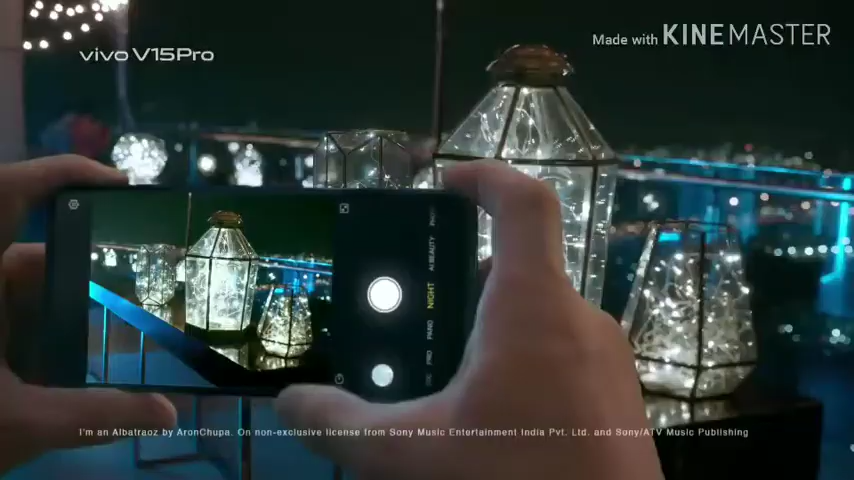 vivo V15Pro
Made with KINEMASTER
AI BEAUTY
NIGHT
PANO
PRO
I'm an Albatraoz by AronChupa. On non-exclusive license from Sony Music Entertainment India Pvt. Ltd. and Sony/ATV Music Publishing